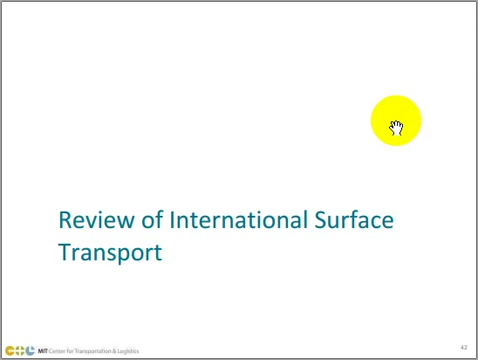 Review of International Surface
Transport
MIT Center for Transportation & Logistics
42